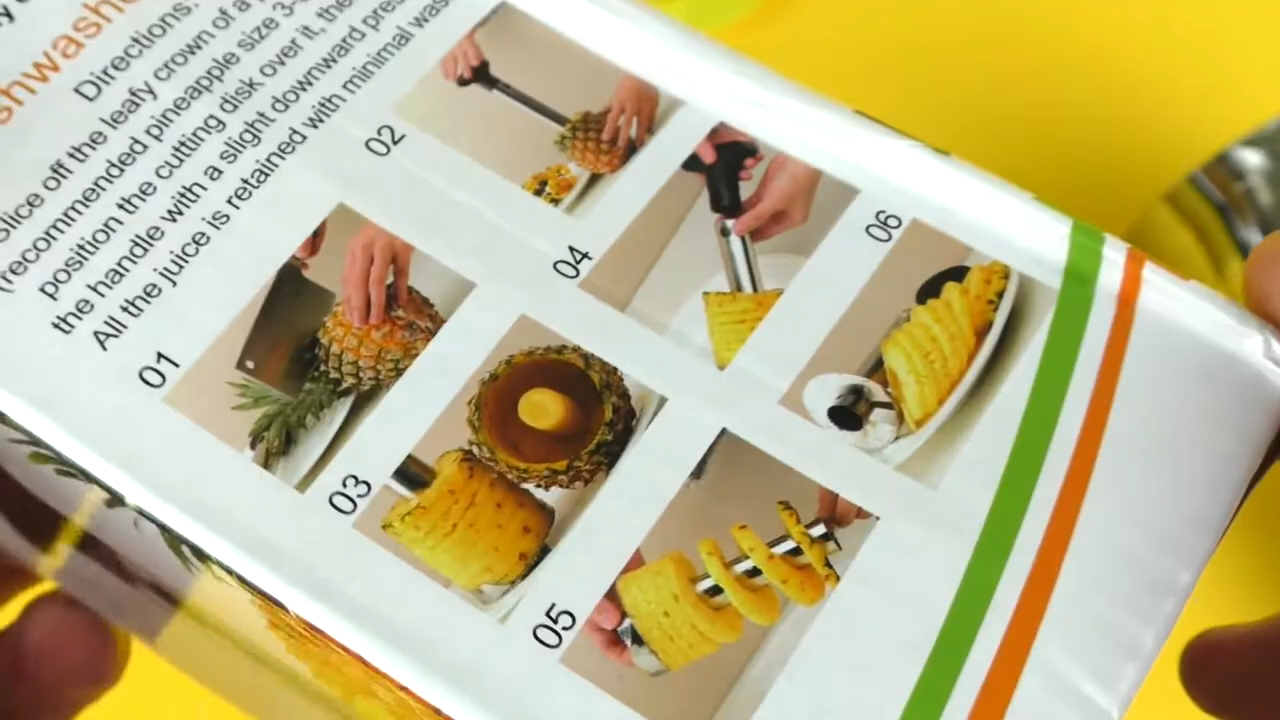 shwashe
Directions:
Slice off the leafy crown of a
(recommended pineapple size 3-
position the cutting disk over it, the
the handle with a slight downward pres
All the juice is retained with minimal was
01
02
03
04
05
06